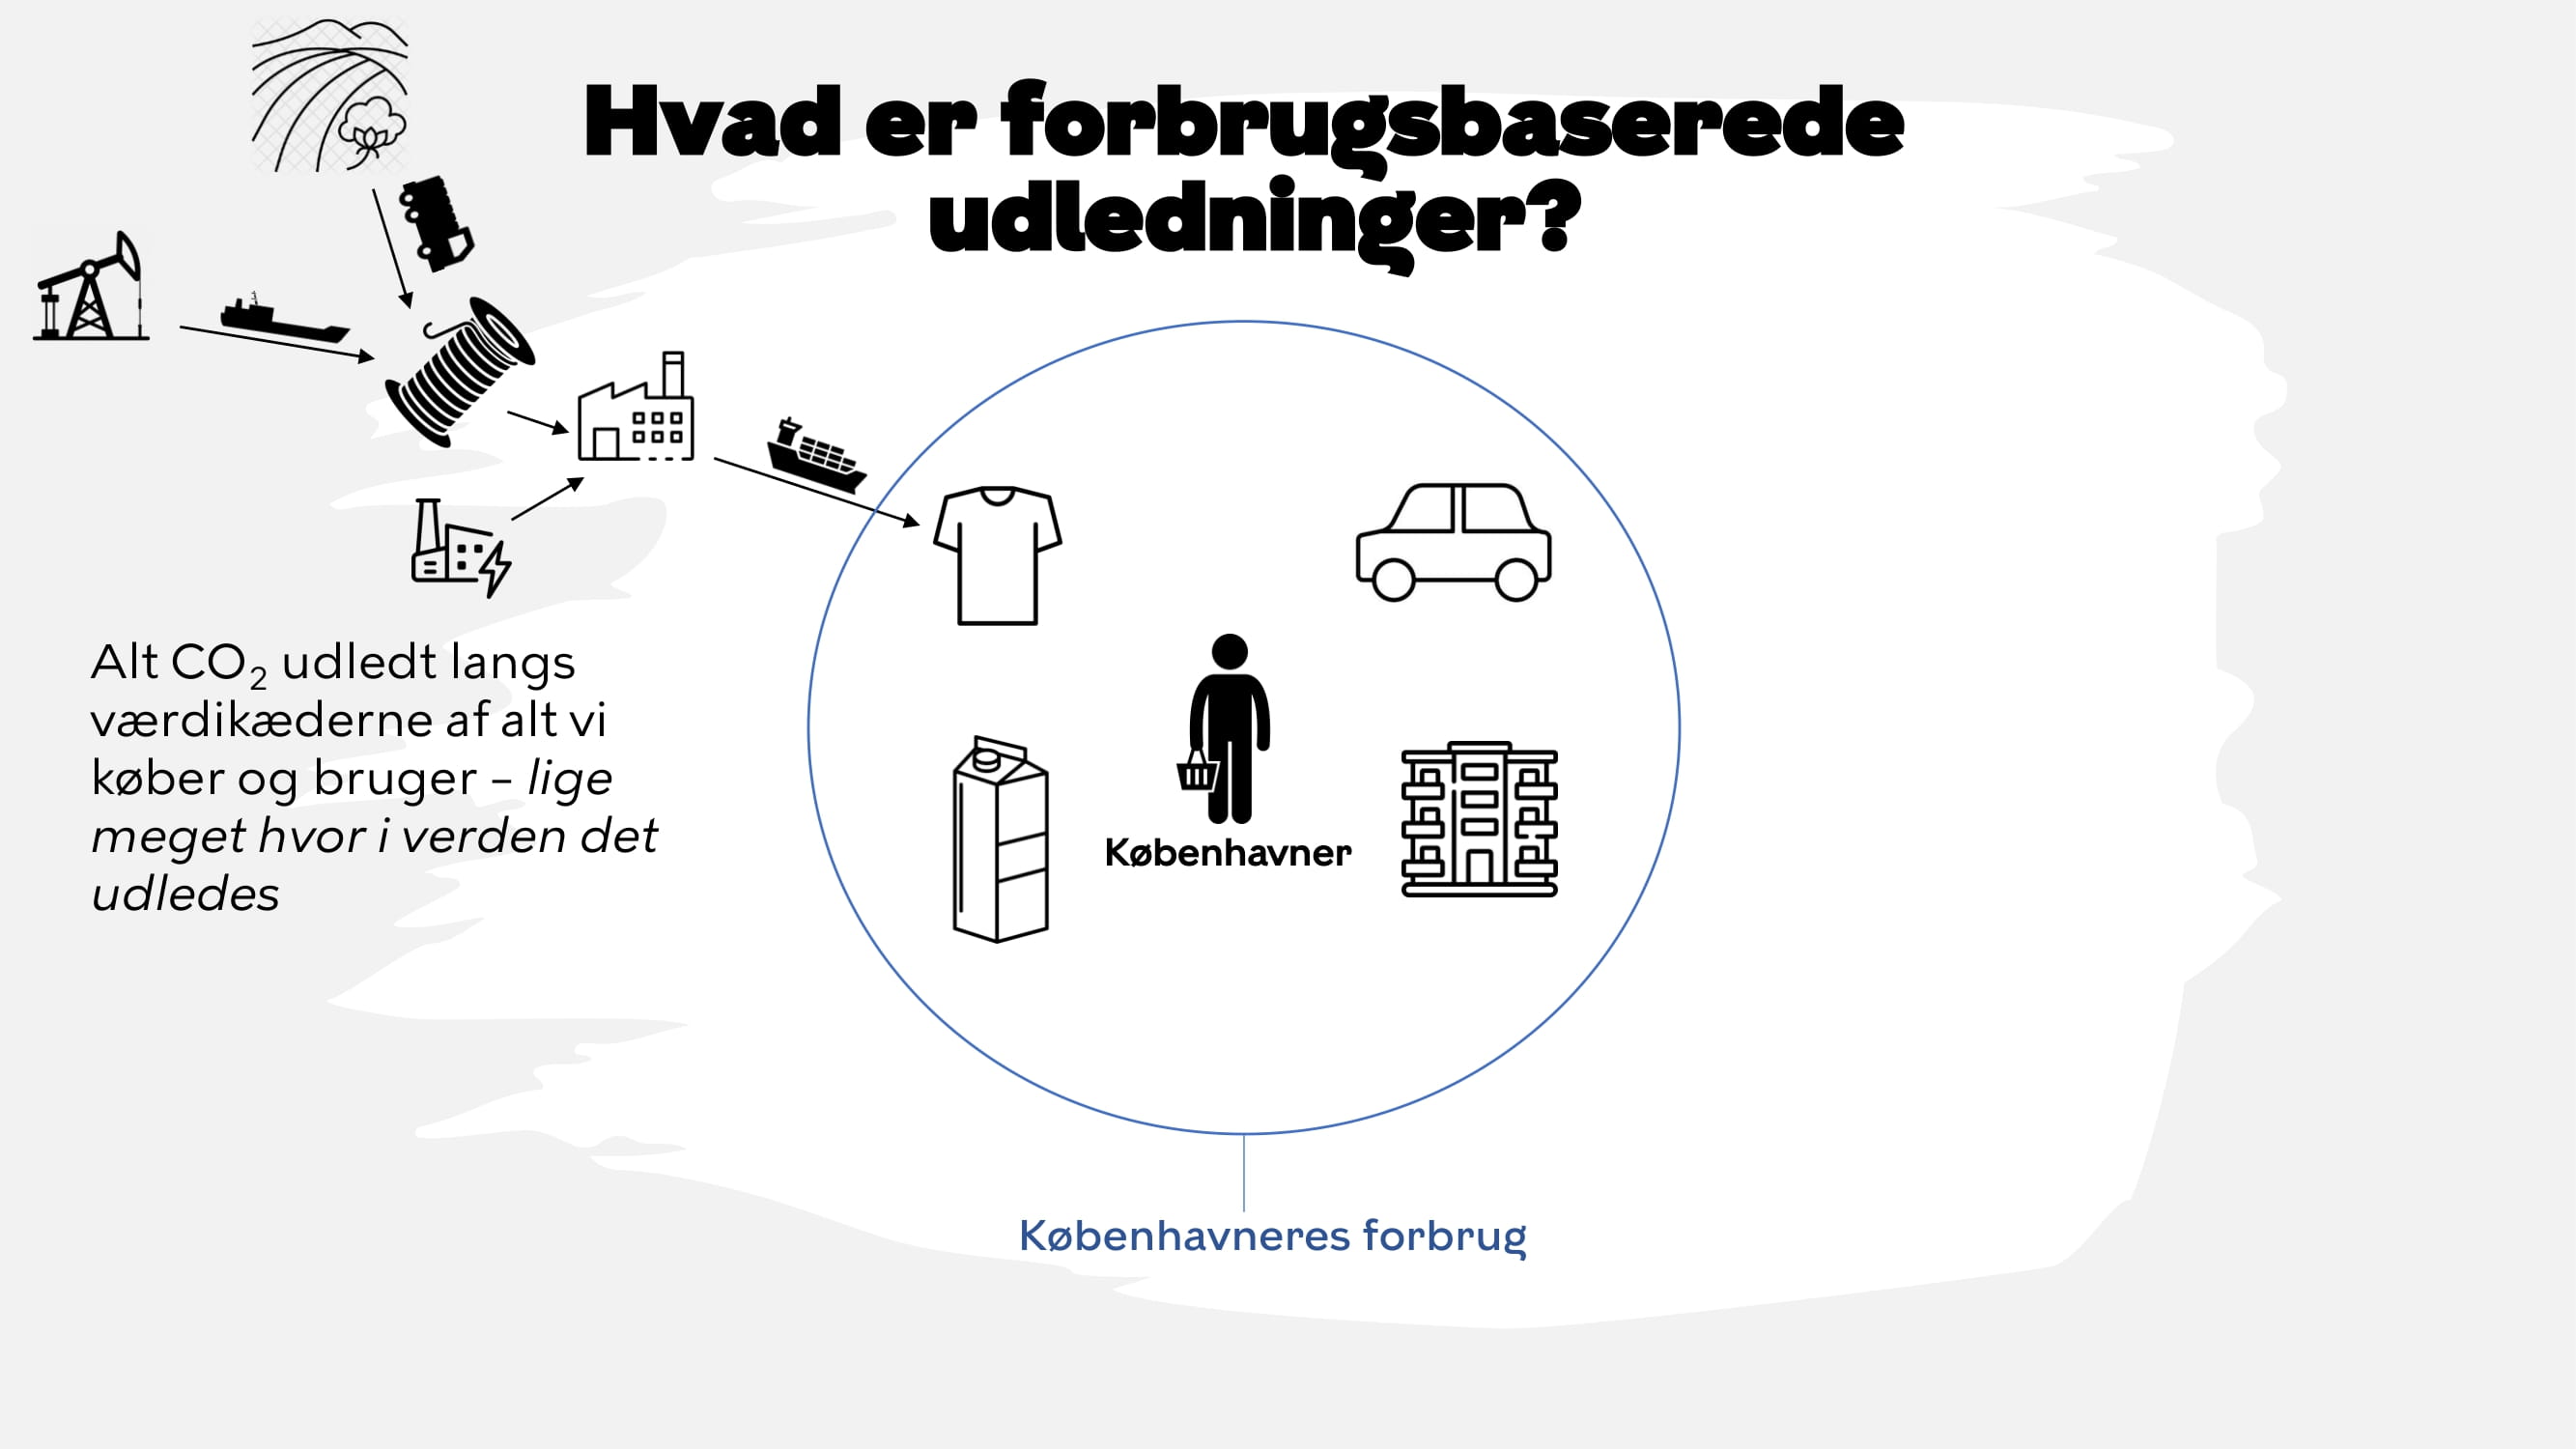 Hvad er forbrugsbaserede
udledninger?
Alt CO₂ udledt langs
værdikæderne af alt vi
køber og bruger – lige
meget hvor i verden det
udledes
Københavner
Københavneres forbrug